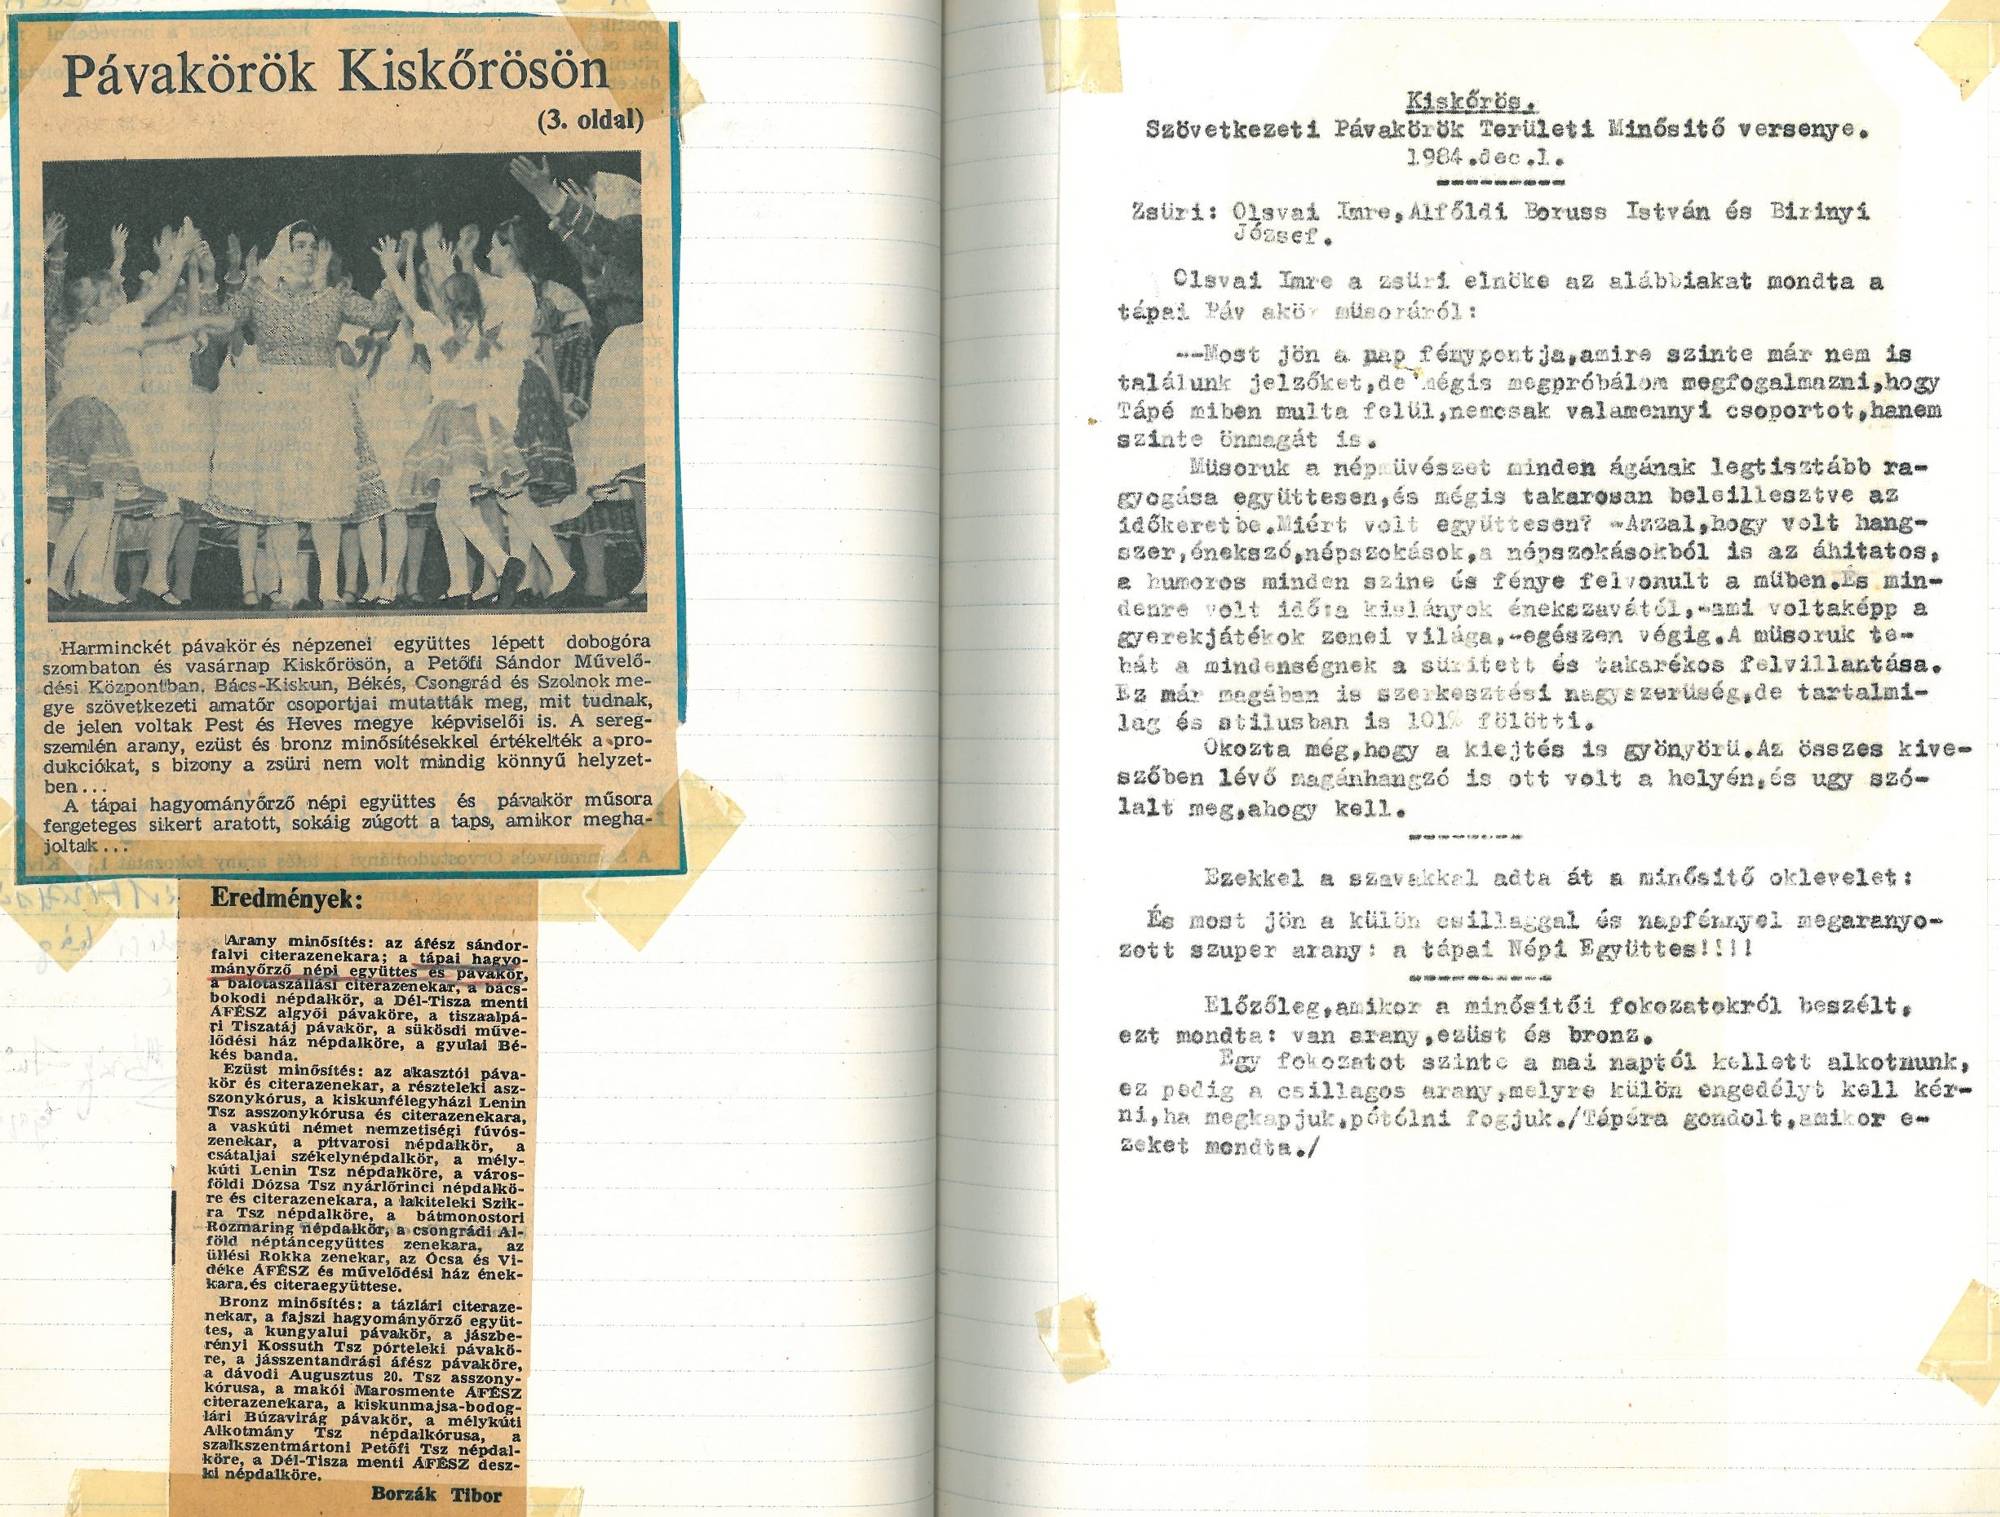 Pávakörök Kiskőrösön
(3. oldal)
Harminckét pávakör és népzenei együttes lépett dobogóra
szombaton és vasárnap Kiskőrösön, a Petőfi Sándor Művelő-
dési Központban. Bács-Kiskun, Békés, Csongrád és Szolnok me-
gye szövetkezeti amatőr csoportjai mutatták meg, mit tudnak,
de jelen voltak Pest és Heves megye képviselői is. A sereg-
szemlén arany, ezüst és bronz minősítésekkel értékelték a pro-
dukciókat, s bizony a zsüri nem volt mindig könnyű helyzet-
ben...
A tápai hagyományőrző népi együttes és pávakör műsora
fergeteges sikert aratott, sokáig zúgott a taps, amikor megha-
joltak...
Eredmények:
Arany minősítés: az áfész sándor-
falvi citerazenekara; a tápai hagyo-
mányőrző népi együttes és pávakör,
a balotaszállási citerazenekar, a bács-
bokodi népdalkör, a Dél-Tisza menti
ÁFÉSZ algyői pávaköre, a tiszaalpá-
ri Tiszatáj pávakör, a sükösdi műve-
lődési ház népdalköre, a gyulai Bé-
kés banda.
Ezüst minősítés: az akasztói páva-
kör és citerazenekar, a részteleki asz-
szonykórus, a kiskunfélegyházi Lenin
Tsz asszonykórusa és citerazenekara,
a vaskúti német nemzetiségi fúvós-
zenekar, a pitvarosi népdalkör, a
csátaljai székelynépdalkör, a mély-
kúti Lenin Tsz népdalköre, a város-
földi Dózsa Tsz nyárlőrinci népdalkö-
re és citerazenekara, a lakiteleki Szik-
ra Tsz népdalköre, a bátmonostori
Rozmaring népdalkör, a csongrádi Al-
föld néptáncegyüttes zenekara, az
üllési Rokka zenekar, az Ócsa és Vi-
déke ÁFÉSZ és művelődési ház ének-
kara és citeraegyüttese.
Bronz minősítés: a tázlári citeraze-
nekar, a fajszi hagyományőrző együt-
tes, a kungyalui pávakör, a jászbe-
rényi Kossuth Tsz pórteleki pávakö-
re, a jásszentandrási áfész pávaköre,
a dávodi Augusztus 20. Tsz asszony-
kórusa, a makói Marosmente ÁFÉSZ
citerazenekara, a kiskunmajsa-bodog-
lári Búzavirág pávakör, a mélykúti
Alkotmány Tsz népdalkórusa, a
szalkszentmártoni Petőfi Tsz népdal-
köre, a Dél-Tisza menti ÁFÉSZ desz-
ki népdalköre.
Borzák Tibor
Kiskőrös.
Szövetkezeti Pávakörök Területi Minősitő versenye.
1984.dec.1.
Zsüri: Olsvai Imre,Alföldi Boruss István és Birinyi
József.
Olsvai Imre a zsüri elnöke az alábbiakat mondta a
tápai Páv akör müsoráról:
--Most jön a nap fénypontja,amire szinte már nem is
találunk jelzőket,de mégis megpróbálom megfogalmazni,hogy
Tápé miben multa felül,nemcsak valamennyi csoportot,hanem
szinte önmagát is.
Müsoruk a népmüvészet minden ágának legtisztább ra-
gyogása együttesen,és mégis takarosan beleillesztve az
időkeretbe.Miért volt együttesen? -Azzal,hogy volt hang-
szer,énekszó,népszokások,a népszokásokból is az áhitatos,
a humoros minden szine és fénye felvonult a müben.És min-
denre volt idő:a kislányok énekszavától,-ami voltaképp a
gyerekjátékok zenei világa,-egészen végig.A müsoruk te-
hát a mindenségnek a süritett és takarékos felvillantása.
Ez már magában is szerkesztési nagyszerüség,de tartalmi-
lag és stilusban is 101% fölötti.
Okozta még,hogy a kiejtés is gyönyörü.Az összes kive-
szőben lévő magánhangzó is ott volt a helyén,és ugy szó-
lalt meg,ahogy kell.
Ezekkel a szavakkal adta át a minősitő oklevelet:
És most jön a külön csillaggal és napfénnyel megaranyo-
zott szuper arany: a tápai Népi Együttes!!!!
Előzőleg,amikor a minősitői fokozatokról beszélt,
ezt mondta: van arany,ezüst és bronz.
Egy fokozatot szinte a mai naptól kellett alkotnunk,
ez pedig a csillagos arany,melyre külön engedélyt kell kér-
ni,ha megkapjuk,pótólni fogjuk./Tápéra gondolt,amikor e-
zeket mondta./